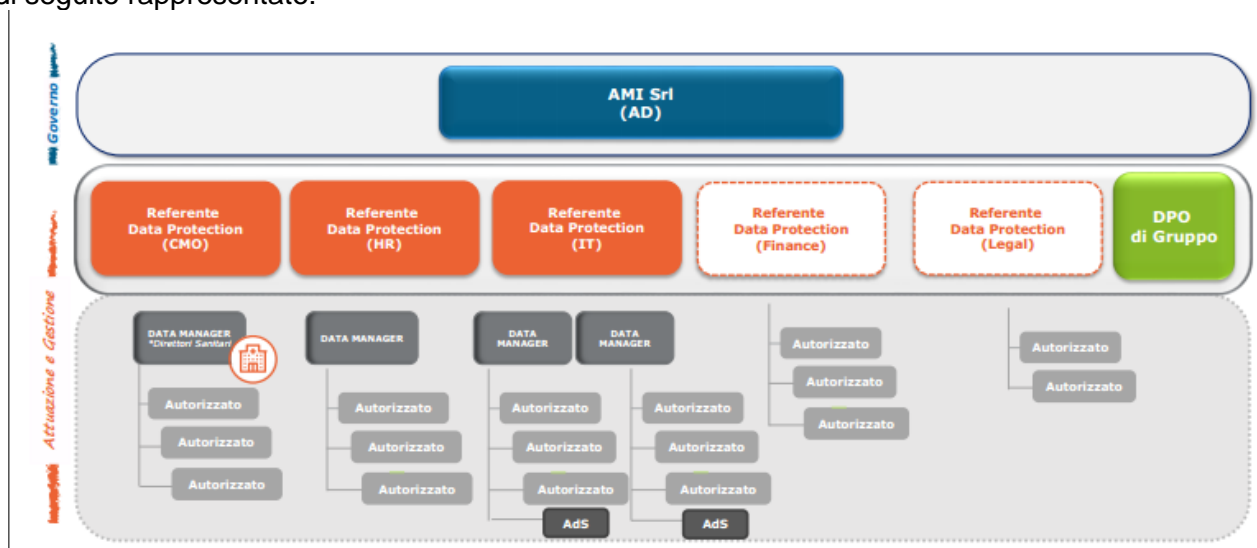 di seguito rappresentato:
Governo
AMI Srl
(AD)
Referente
Data Protection
(CMO)
Referente
Data Protection
(HR)
Referente
Data Protection
(IT)
Referente
Data Protection
(Finance)
Referente
Data Protection
(Legal)
DPO
di Gruppo
Attuazione e Gestione
DATA MANAGER
*Direttori Sanitari
Autorizzato
Autorizzato
Autorizzato
DATA MANAGER
Autorizzato
Autorizzato
Autorizzato
DATA
MANAGER
Autorizzato
Autorizzato
Autorizzato
AdS
DATA
MANAGER
Autorizzato
Autorizzato
Autorizzato
AdS
Autorizzato
Autorizzato
Autorizzato
Autorizzato
Autorizzato